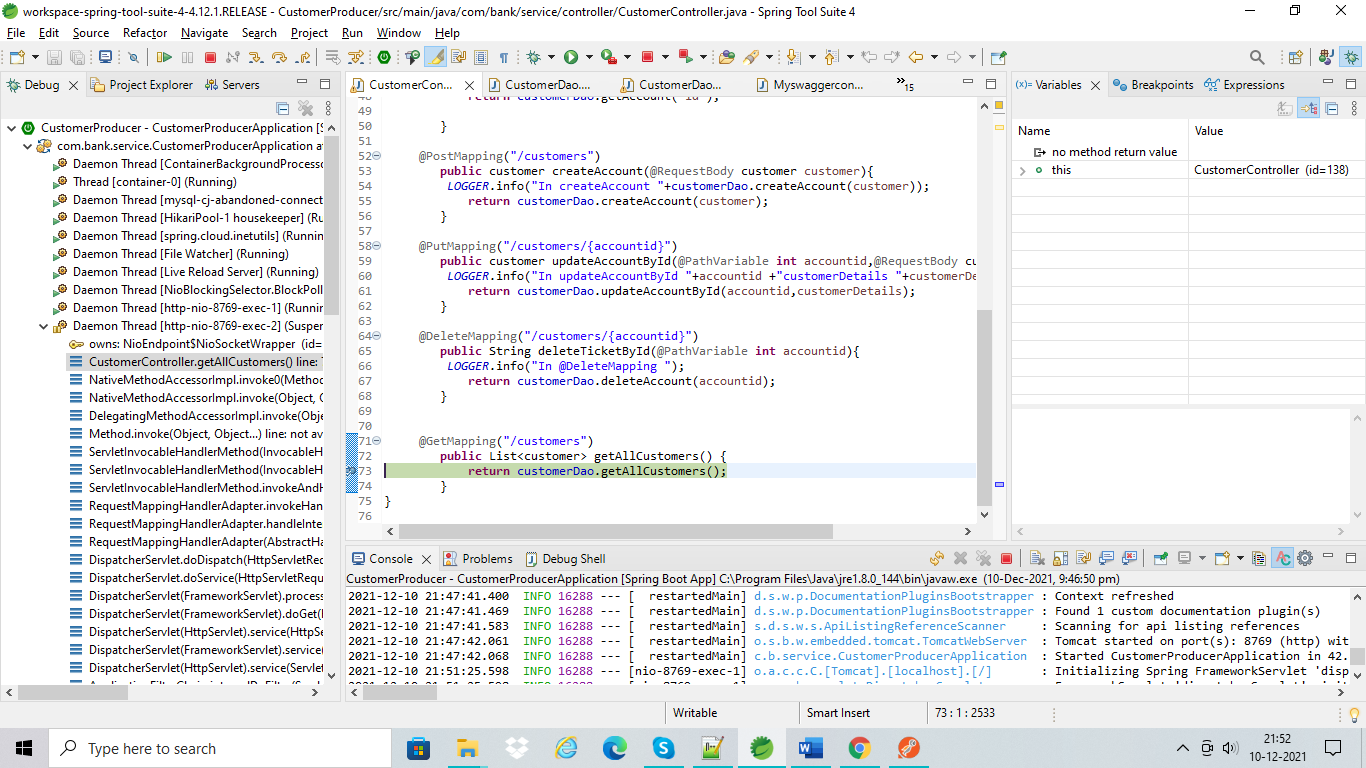 workspace-spring-tool-suite-4-4.12.1.RELEASE - CustomerProducer/src/main/java/com/bank/service/controller/CustomerController.java - Spring Tool Suite 4
File Edit Source Refactor Navigate Search Project Run Window Help
Debug Project Explorer Servers
CustomerProducer - CustomerProducerApplication [S
com.bank.service.CustomerProducerApplication a
Daemon Thread [ContainerBackgroundProcesso
Thread [container-0] (Running)
Daemon Thread [mysql-cj-abandoned-connect
Daemon Thread [HikariPool-1 housekeeper] (Ru
Daemon Thread [spring.cloud.inetutils] (Runnin
Daemon Thread [File Watcher] (Running)
Daemon Thread [Live Reload Server] (Running)
Daemon Thread [NioBlockingSelector.BlockPoll
Daemon Thread [http-nio-8769-exec-1] (Runnin
Daemon Thread [http-nio-8769-exec-2] (Suspen
owns: NioEndpoint$NioSocketWrapper (id=
CustomerController.getAllCustomers() line:
NativeMethodAccessorImpl.invoke0(Method
NativeMethodAccessorImpl.invoke(Object, O
DelegatingMethodAccessorImpl.invoke(Obje
Method.invoke(Object, Object...) line: not av
ServletInvocableHandlerMethod(InvocableH
ServletInvocableHandlerMethod(InvocableH
ServletInvocableHandlerMethod.invokeAndH
RequestMappingHandlerAdapter.invokeHan
RequestMappingHandlerAdapter.handleInte
RequestMappingHandlerAdapter(AbstractHa
DispatcherServlet.doDispatch(HttpServletRec
DispatcherServlet.doService(HttpServletRequ
DispatcherServlet(FrameworkServlet).process
DispatcherServlet(FrameworkServlet).doGet(I
DispatcherServlet(HttpServlet).service(HttpS
DispatcherServlet(FrameworkServlet).service(
DispatcherServlet(HttpServlet).service(Servle
CustomerCon... CustomerDao.... CustomerDao... Myswaggercon... »15
48 return customerDao.getAccount("id");
49
50 }
51
52 @PostMapping("/customers")
53 public customer createAccount(@RequestBody customer customer){
54 LOGGER.info("In createAccount "+customerDao.createAccount(customer));
55 return customerDao.createAccount(customer);
56 }
57
58 @PutMapping("/customers/{accountid}")
59 public customer updateAccountById(@PathVariable int accountid,@RequestBody cu
60 LOGGER.info("In updateAccountById "+accountid +"customerDetails "+customerDe
61 return customerDao.updateAccountById(accountid,customerDetails);
62 }
63
64 @DeleteMapping("/customers/{accountid}")
65 public String deleteTicketById(@PathVariable int accountid){
66 LOGGER.info("In @DeleteMapping ");
67 return customerDao.deleteAccount(accountid);
68 }
69
70
71 @GetMapping("/customers")
72 public List<customer> getAllCustomers() {
73 return customerDao.getAllCustomers();
74 }
75 }
76
(x)= Variables Breakpoints Expressions
Name Value
no method return value
this CustomerController (id=138)
Console Problems Debug Shell
CustomerProducer - CustomerProducerApplication [Spring Boot App] C:\Program Files\Java\jre1.8.0_144\bin\javaw.exe (10-Dec-2021, 9:46:50 pm)
2021-12-10 21:47:41.400 INFO 16288 --- [ restartedMain] d.s.w.p.DocumentationPluginsBootstrapper : Context refreshed
2021-12-10 21:47:41.469 INFO 16288 --- [ restartedMain] d.s.w.p.DocumentationPluginsBootstrapper : Found 1 custom documentation plugin(s)
2021-12-10 21:47:41.583 INFO 16288 --- [ restartedMain] s.d.s.w.s.ApiListingReferenceScanner : Scanning for api listing references
2021-12-10 21:47:42.061 INFO 16288 --- [ restartedMain] o.s.b.w.embedded.tomcat.TomcatWebServer : Tomcat started on port(s): 8769 (http) wit
2021-12-10 21:47:42.068 INFO 16288 --- [ restartedMain] c.b.service.CustomerProducerApplication : Started CustomerProducerApplication in 42.
2021-12-10 21:51:25.598 INFO 16288 --- [nio-8769-exec-1] o.a.c.c.C.[Tomcat].[localhost].[/] : Initializing Spring FrameworkServlet 'disp
Writable Smart Insert 73 : 1 : 2533
Type here to search
21:52
10-12-2021